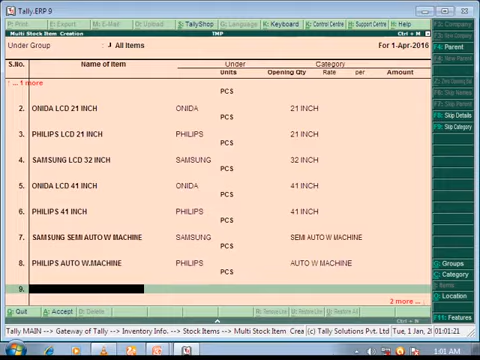 Tally.ERP 9
P: Print E: Export M: E-Mail O: Upload S: TallyShop G: Language K: Keyboard K: Control Centre H: Support Centre H: Help
F4: Parent
Multi Stock Item Creation TMP Ctrl + M
Under Group : ♩ All Items For 1-Apr-2016
S.No. Name of Item Under Category
Units Opening Qty Rate per Amount
↑ ... 1 more
PCS
2. ONIDA LCD 21 INCH ONIDA 21 INCH
PCS
3. PHILIPS LCD 21 INCH PHILIPS 21 INCH
PCS
4. SAMSUNG LCD 32 INCH SAMSUNG 32 INCH
PCS
5. ONIDA LCD 41 INCH ONIDA 41 INCH
PCS
6. PHILIPS 41 INCH PHILIPS 41 INCH
PCS
7. SAMSUNG SEMI AUTO W MACHINE SAMSUNG SEMI AUTO W MACHINE
PCS
8. PHILIPS AUTO W.MACHINE PHILIPS AUTO W MACHINE
PCS
9.
2 more ... ↓
F8: Skip Details
F9: Skip Category
G: Groups
C: Category
S: Items
O: Location
F11: Features
Q: Quit A: Accept D: Delete
Ctrl + N
Tally MAIN --> Gateway of Tally --> Inventory Info. --> Stock Items --> Multi Stock Item Crea (c) Tally Solutions Pvt. Ltd Tue, 1 Jan, 01:01:21
1:01 AM